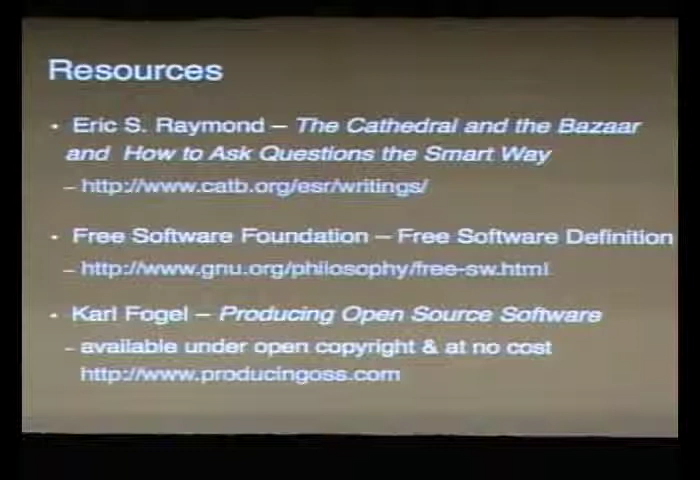 Resources
• Eric S. Raymond – The Cathedral and the Bazaar
and How to Ask Questions the Smart Way
– http://www.catb.org/esr/writings/
• Free Software Foundation – Free Software Definition
– http://www.gnu.org/philosophy/free-sw.html
• Karl Fogel – Producing Open Source Software
– available under open copyright & at no cost
http://www.producingoss.com